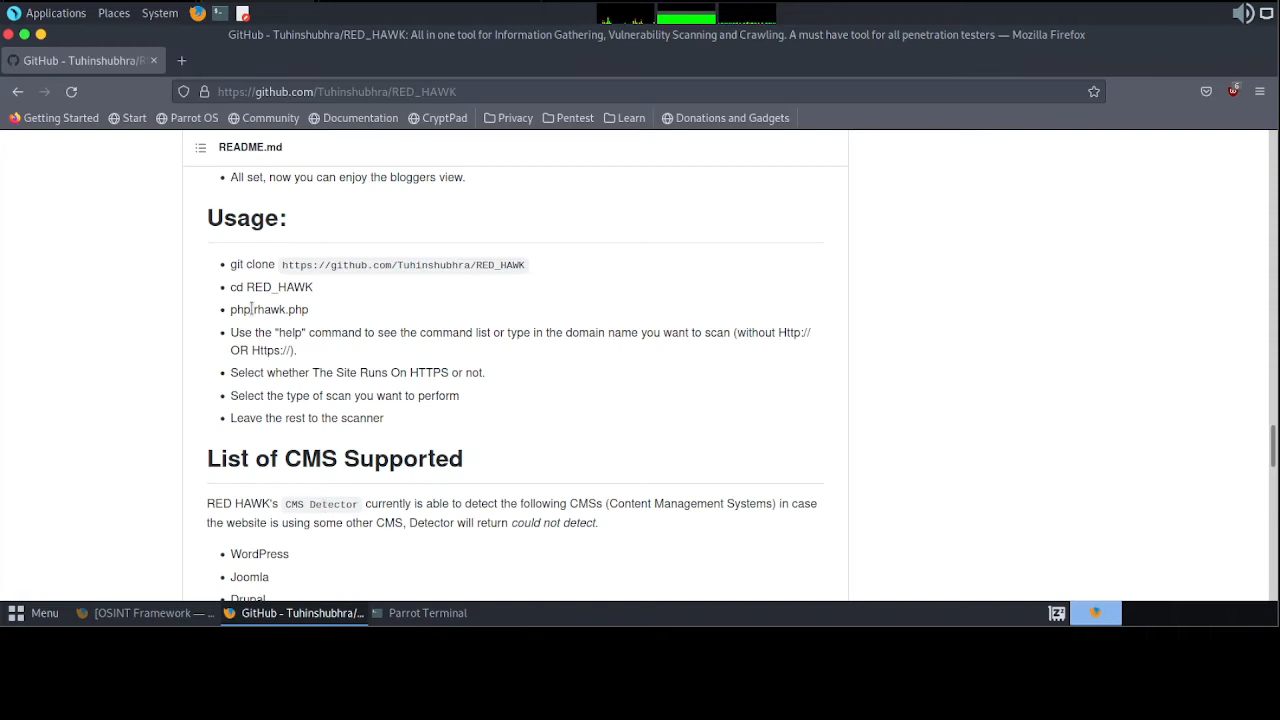 Applications Places System
GitHub - Tuhinshubhra/RED_HAWK: All in one tool for Information Gathering, Vulnerability Scanning and Crawling. A must have tool for all penetration testers — Mozilla Firefox
GitHub - Tuhinshubhra/R
https://github.com/Tuhinshubhra/RED_HAWK
Getting Started Start Parrot OS Community Documentation CryptPad Privacy Pentest Learn Donations and Gadgets
README.md
• All set, now you can enjoy the bloggers view.
Usage:
• git clone https://github.com/Tuhinshubhra/RED_HAWK
• cd RED_HAWK
• php rhawk.php
• Use the "help" command to see the command list or type in the domain name you want to scan (without Http://
OR Https://).
• Select whether The Site Runs On HTTPS or not.
• Select the type of scan you want to perform
• Leave the rest to the scanner
List of CMS Supported
RED HAWK's CMS Detector currently is able to detect the following CMSs (Content Management Systems) in case
the website is using some other CMS, Detector will return could not detect.
• WordPress
• Joomla
• Drupal
Menu [OSINT Framework — ... GitHub - Tuhinshubhra/... Parrot Terminal